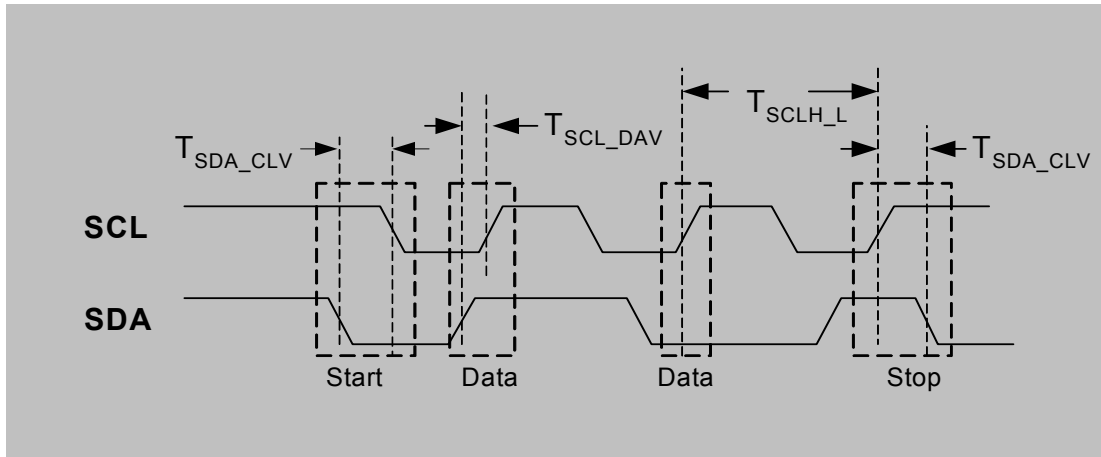 T_SCLH_L
T_SCL_DAV
T_SDA_CLV
T_SDA_CLV
SCL
SDA
Start
Data
Data
Stop